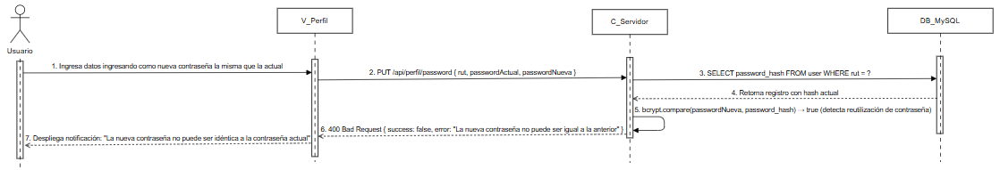 V_Perfil
C_Servidor
DB_MySQL
Usuario
1. Ingresa datos ingresando como nueva contraseña la misma que la actual
2. PUT /api/perfil/password { rut, passwordActual, passwordNueva }
3. SELECT password_hash FROM user WHERE rut = ?
4. Retorna registro con hash actual
5. bcrypt.compare(passwordNueva, password_hash) → true (detecta reutilización de contraseña)
6. 400 Bad Request { success: false, error: "La nueva contraseña no puede ser igual a la anterior" }
7. Despliega notificación: "La nueva contraseña no puede ser idéntica a la contraseña actual"